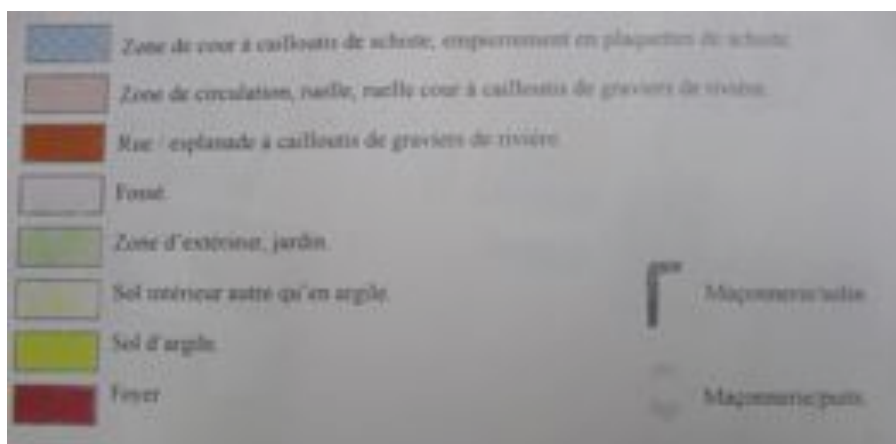 Zone de cour à cailloutis de schiste, empierrement en plaquettes de schiste.
Zone de circulation, ruelle, ruelle cour à cailloutis de graviers de rivière.
Rue / esplanade à cailloutis de graviers de rivière.
Fossé.
Zone d'extérieur, jardin.
Sol intérieur autre qu'en argile.
Maçonnerie/solin
Sol d'argile.
Foyer
Maçonnerie/puits